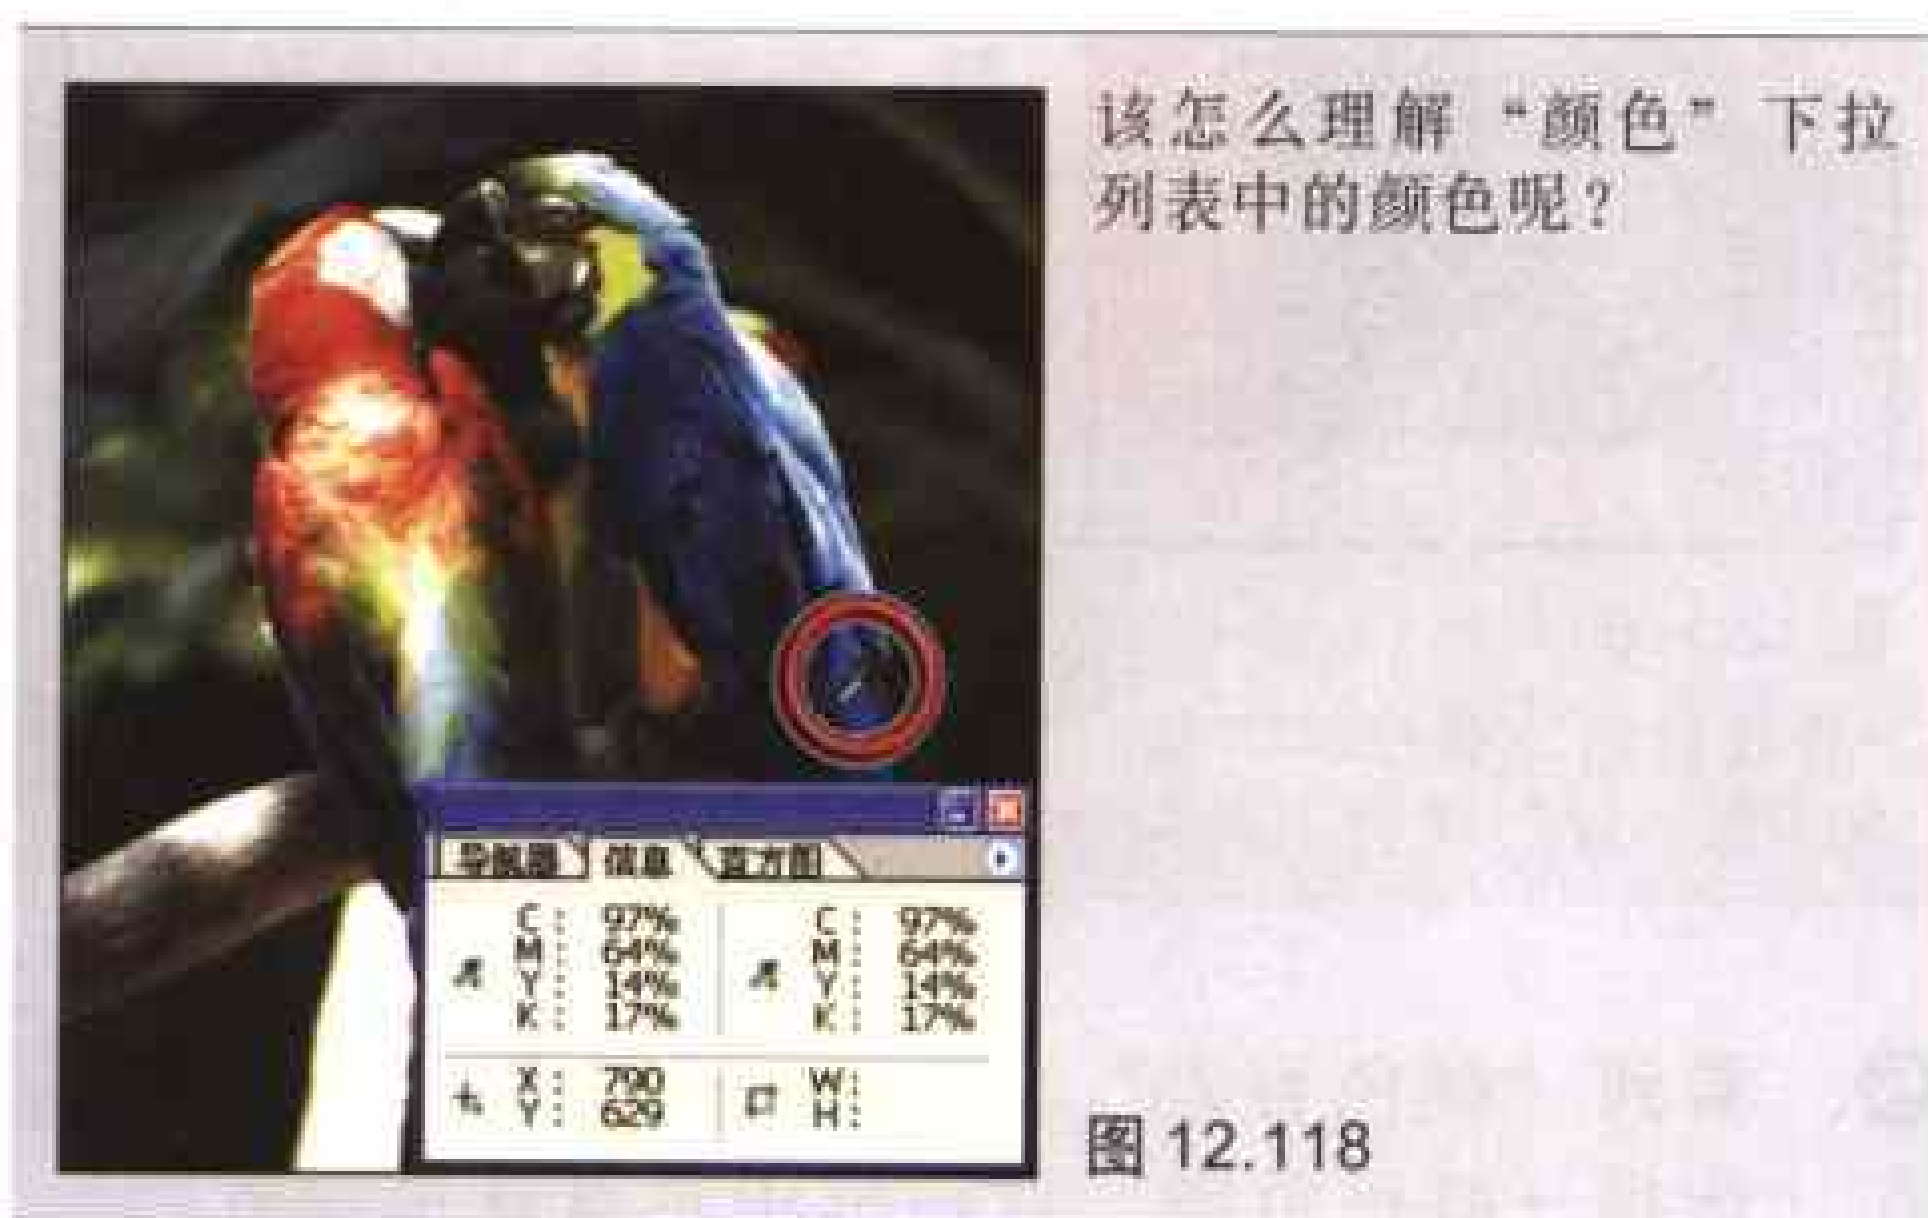 该怎么理解 “颜色” 下拉
列表中的颜色呢?
导航器 信息 直方图
C: 97% C: 97%
M: 64% M: 64%
Y: 14% Y: 14%
K: 17% K: 17%
X: 790 W:
Y: 629 H:
图 12.118